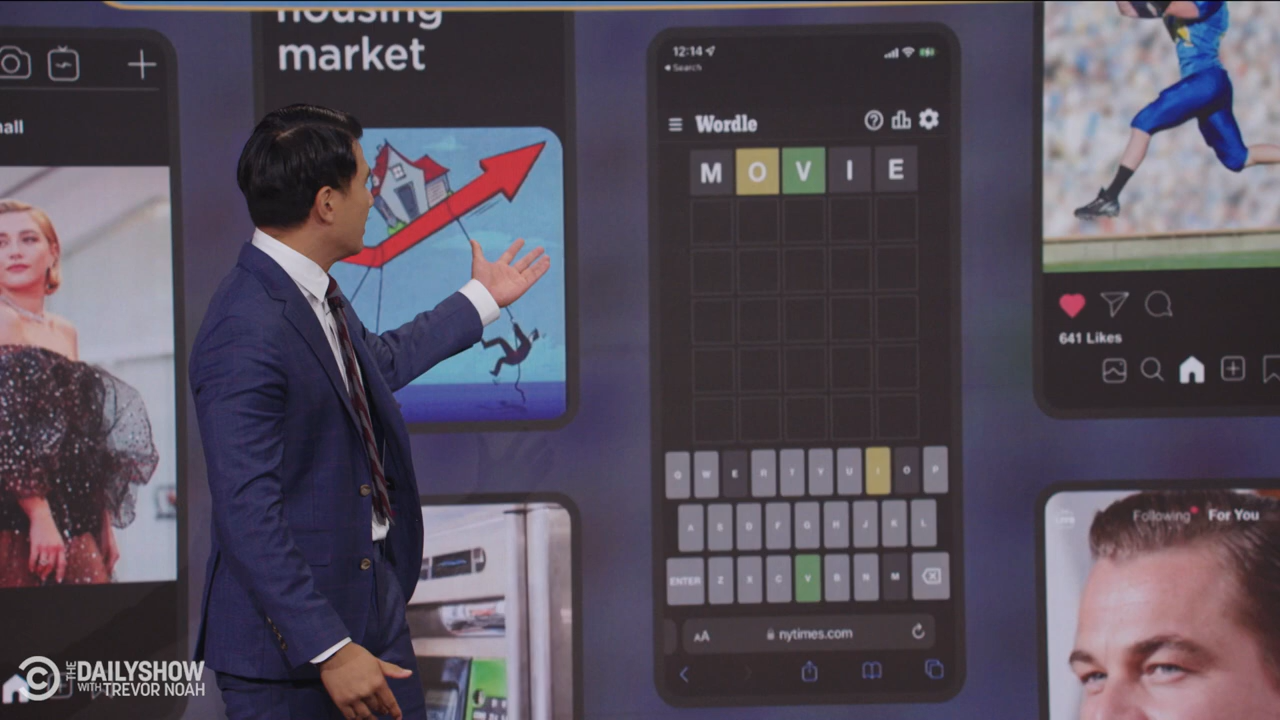 housing
market
all
12:14
Search
Wordle
M O V I E
Q W E R T Y U I O P
A S D F G H J K L
ENTER Z X C V B N M
AA nytimes.com
641 Likes
Following For You
THE DAILY SHOW
WITH TREVOR NOAH